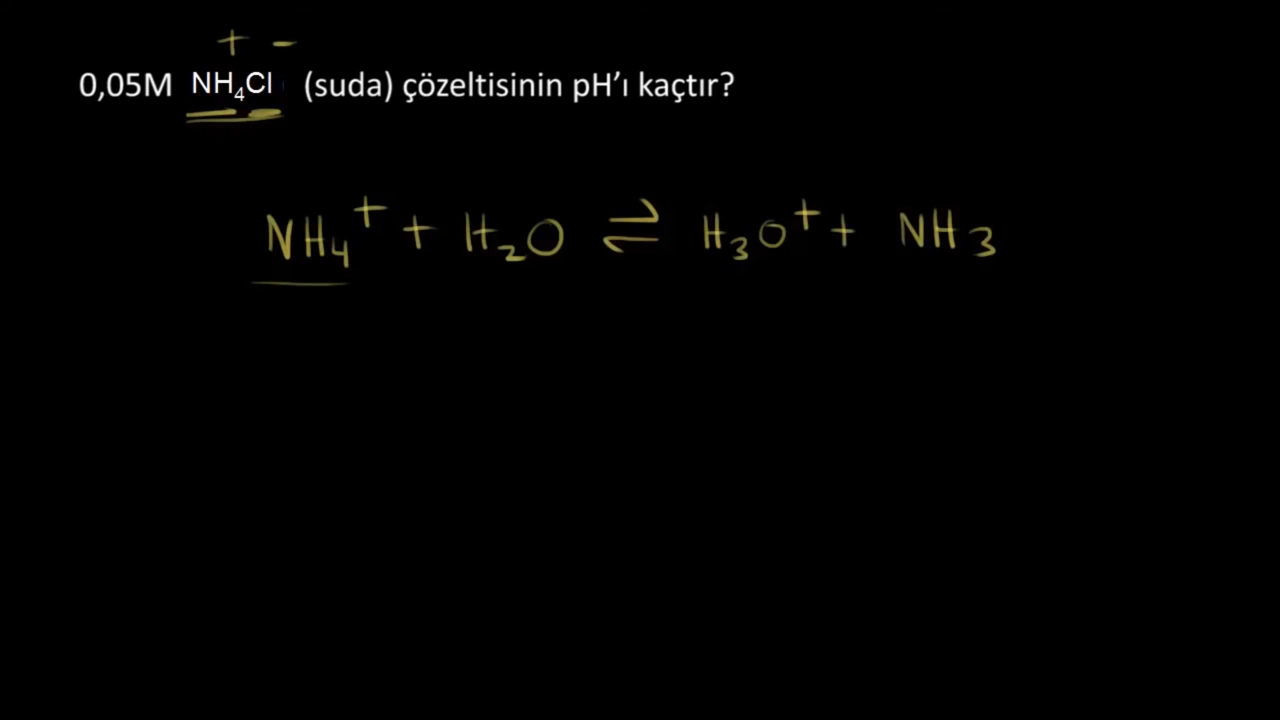 + -
0,05M NH₄Cl (suda) çözeltisinin pH’ı kaçtır?
NH₄⁺ + H₂O ⇌ H₃O⁺ + NH₃